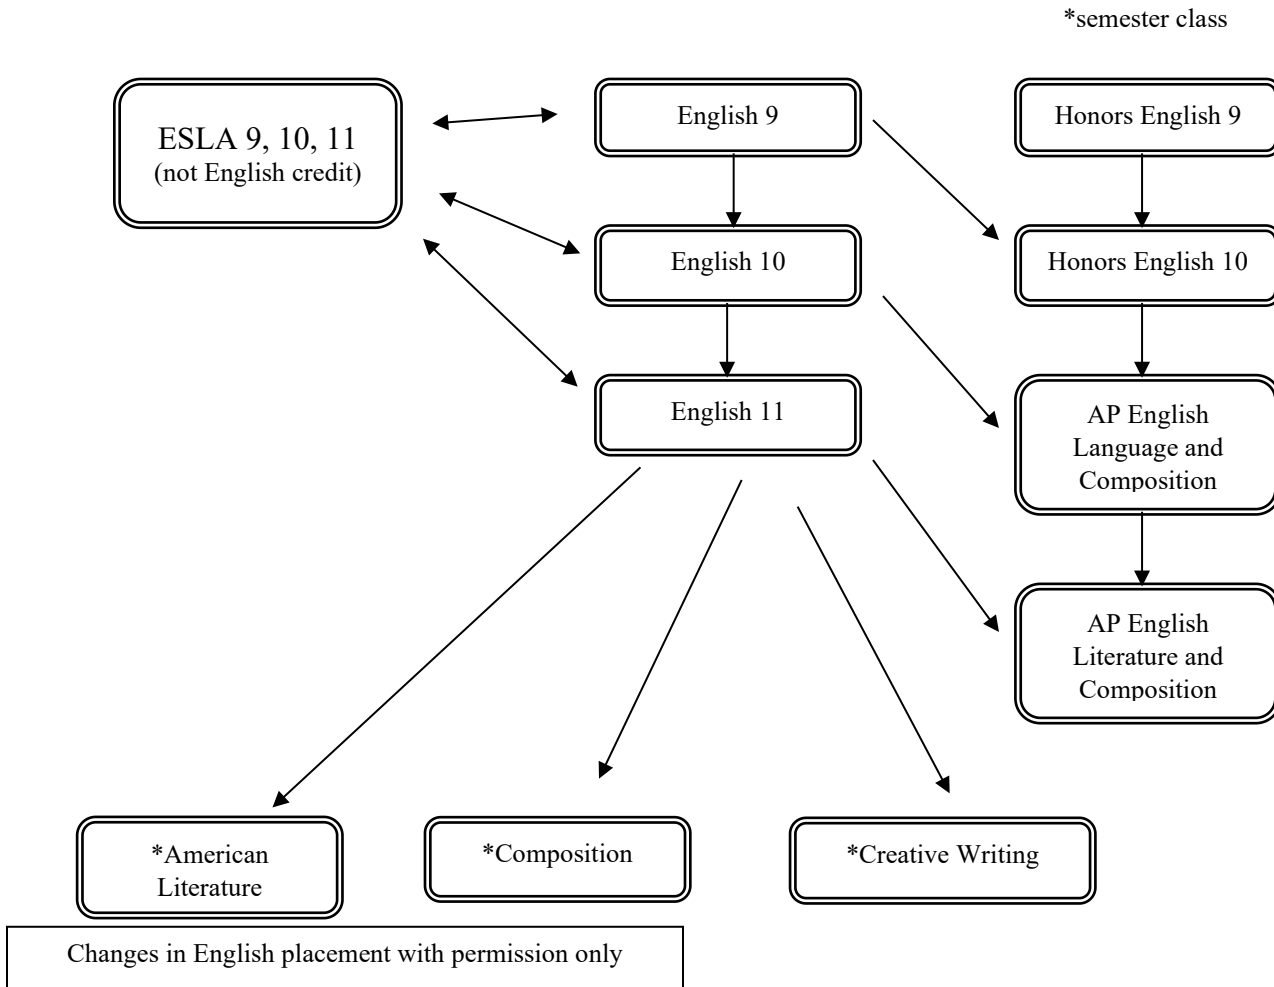 *semester class
ESLA 9, 10, 11
(not English credit)
English 9
Honors English 9
English 10
Honors English 10
English 11
AP English
Language and
Composition
AP English
Literature and
Composition
*American
Literature
*Composition
*Creative Writing
Changes in English placement with permission only